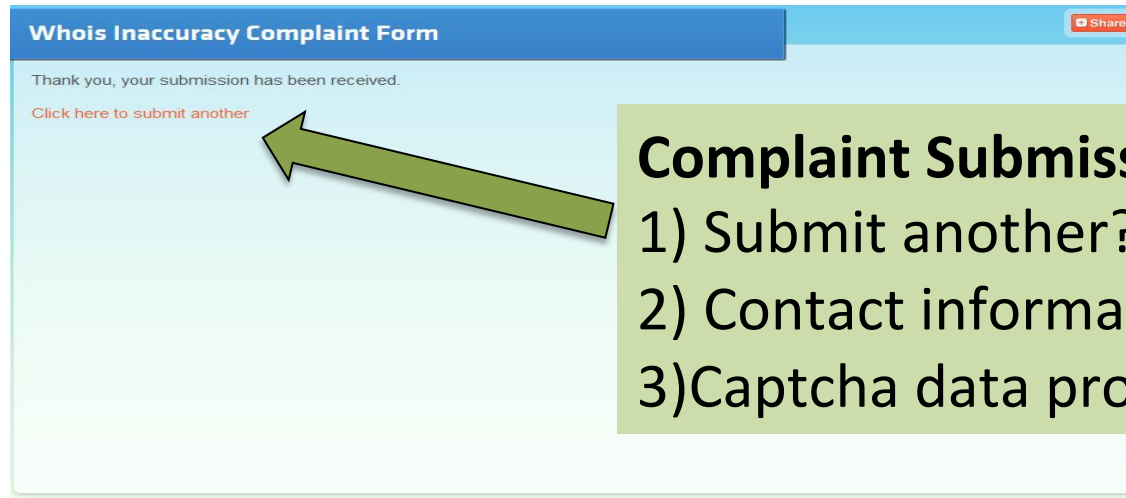 Whois Inaccuracy Complaint Form
Share
Thank you, your submission has been received.
Click here to submit another
Complaint Submiss
1) Submit another?
2) Contact informa
3)Captcha data pro